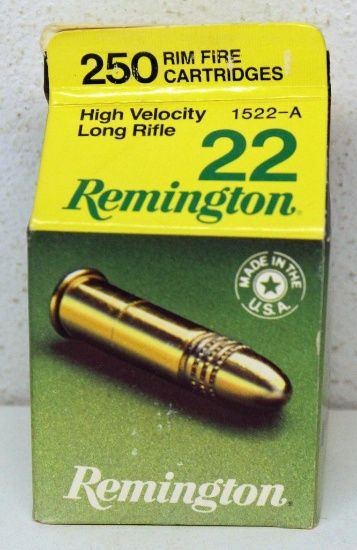 250 RIM FIRE CARTRIDGES
High Velocity 1522-A
Long Rifle
22
Remington.
MADE IN THE
U.S.A.
Remington.